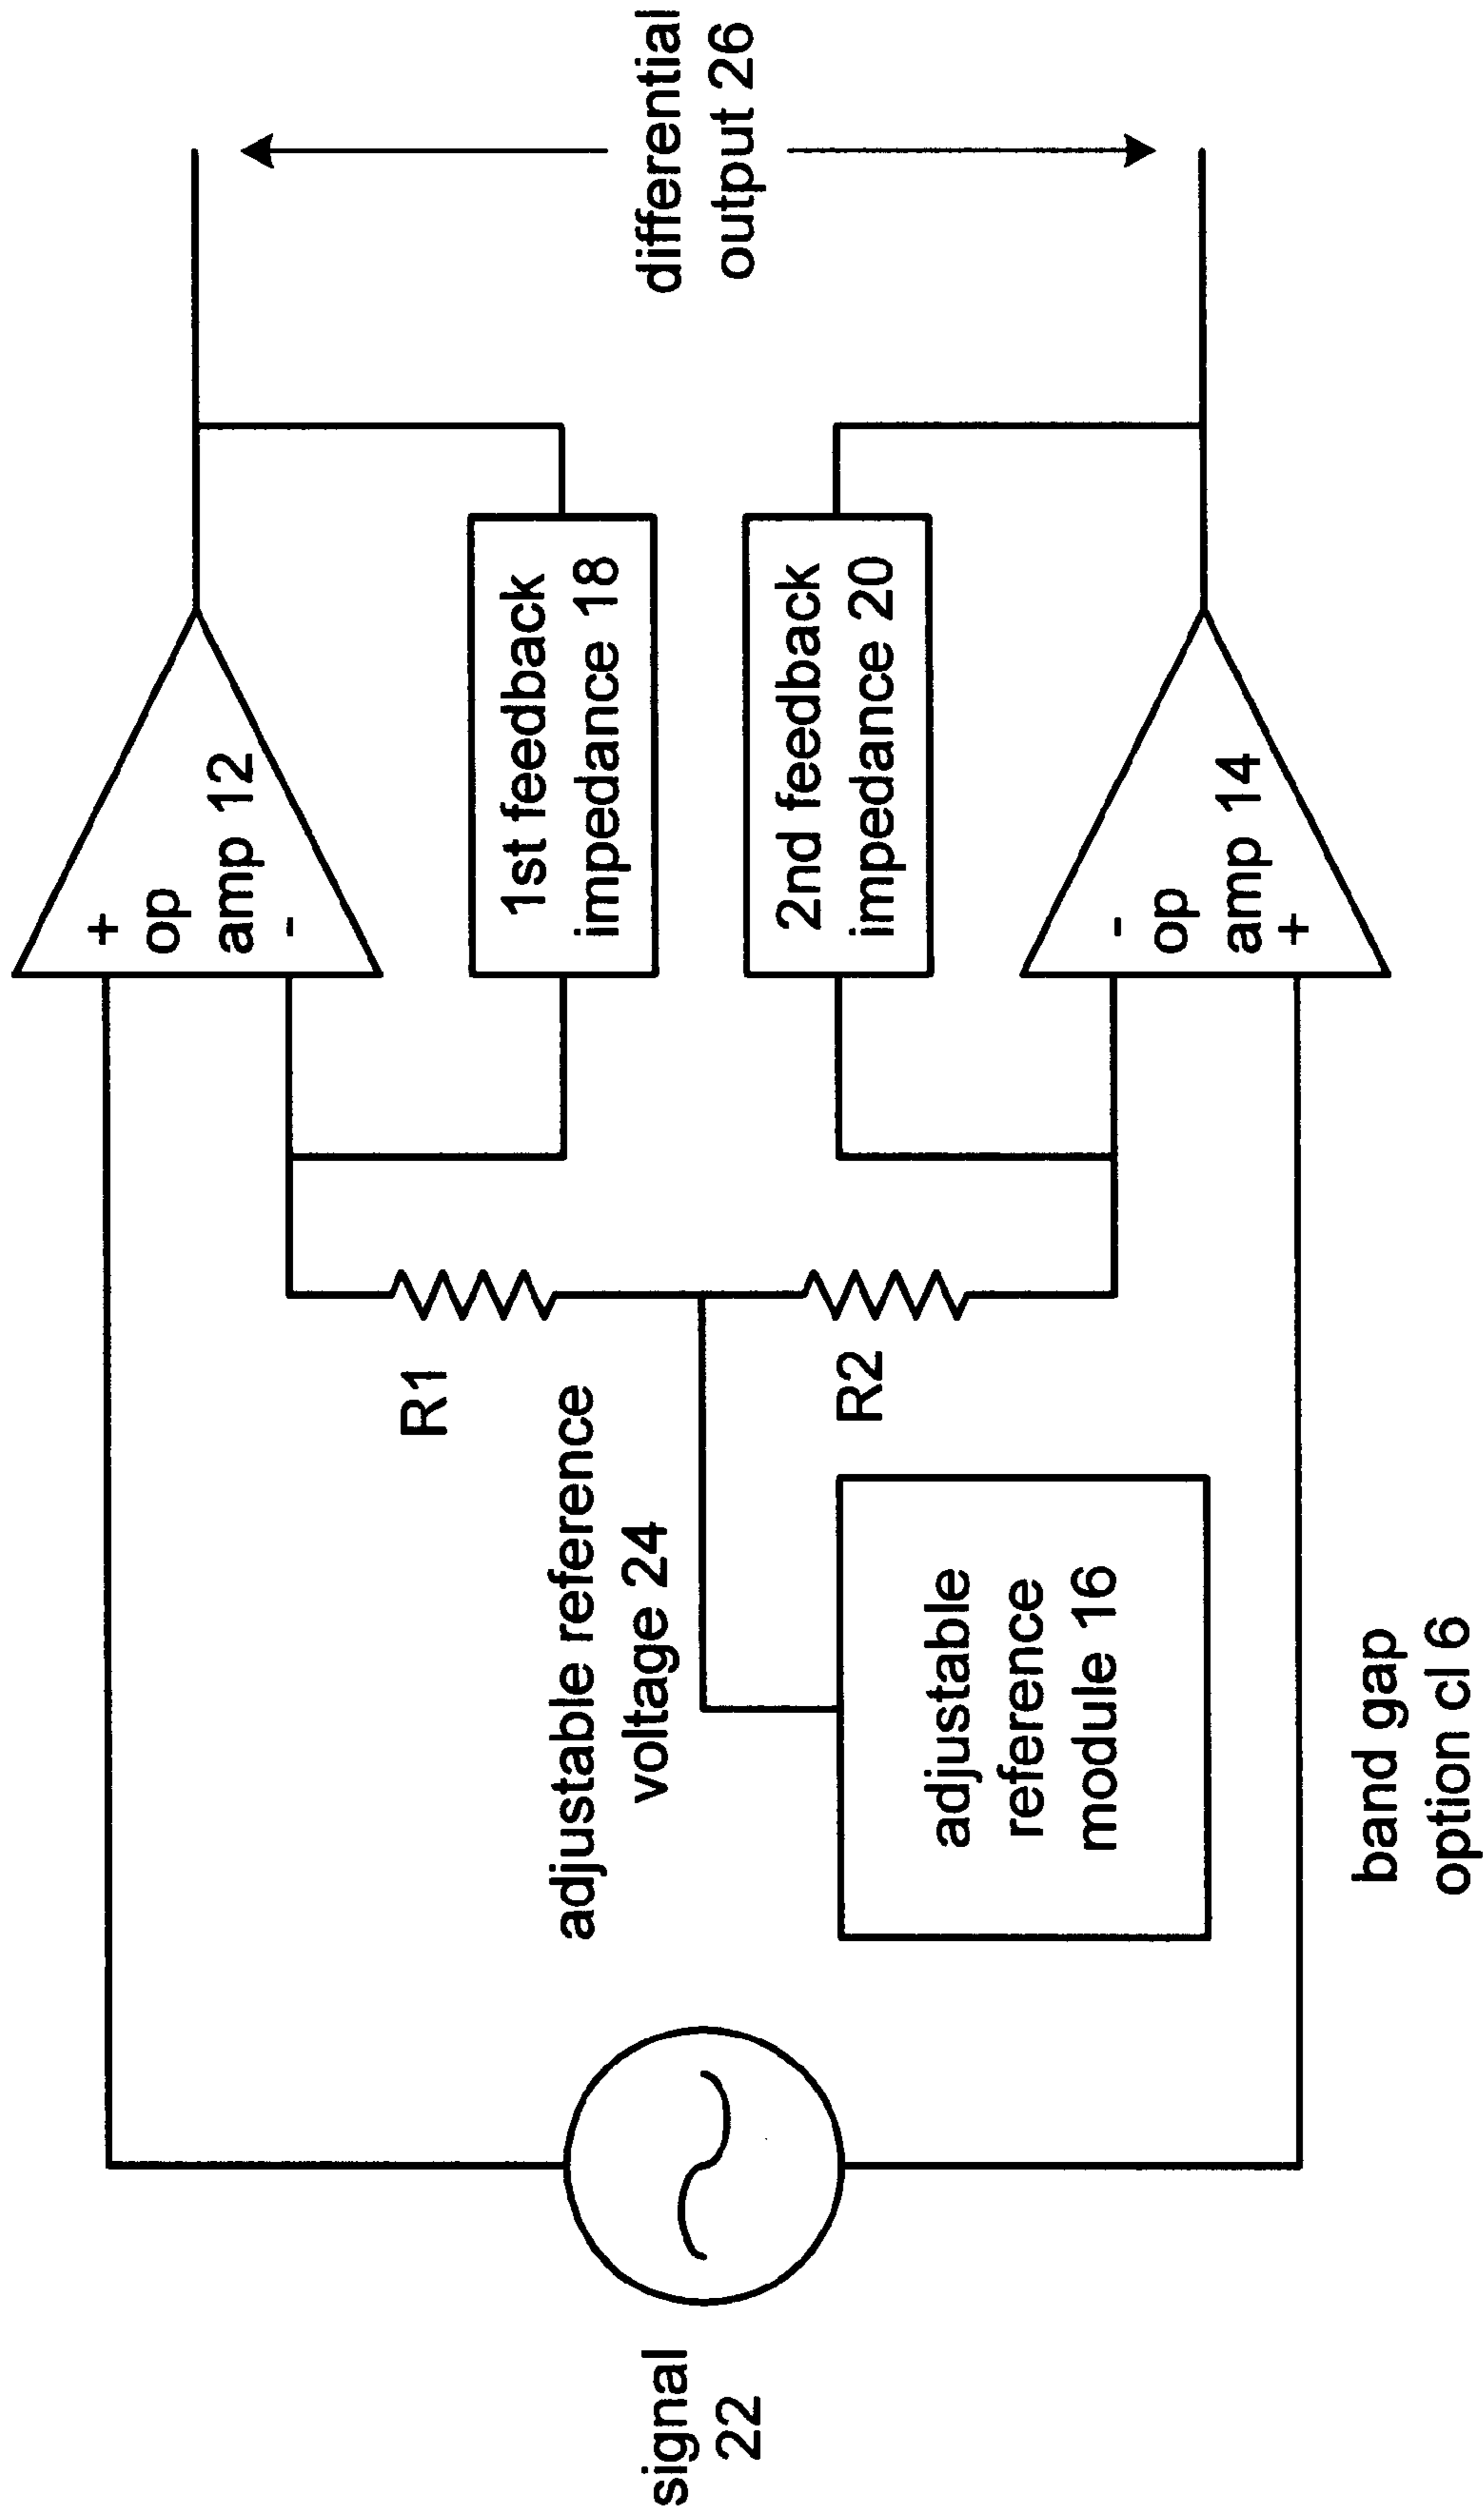 +
op
amp 12
-
1st feedback
impedance 18
2nd feedback
impedance 20
-
op
amp 14
+
differential
output 26
R1
adjustable reference
voltage 24
R2
adjustable
reference
module 16
signal
22
band gap
option cl 6